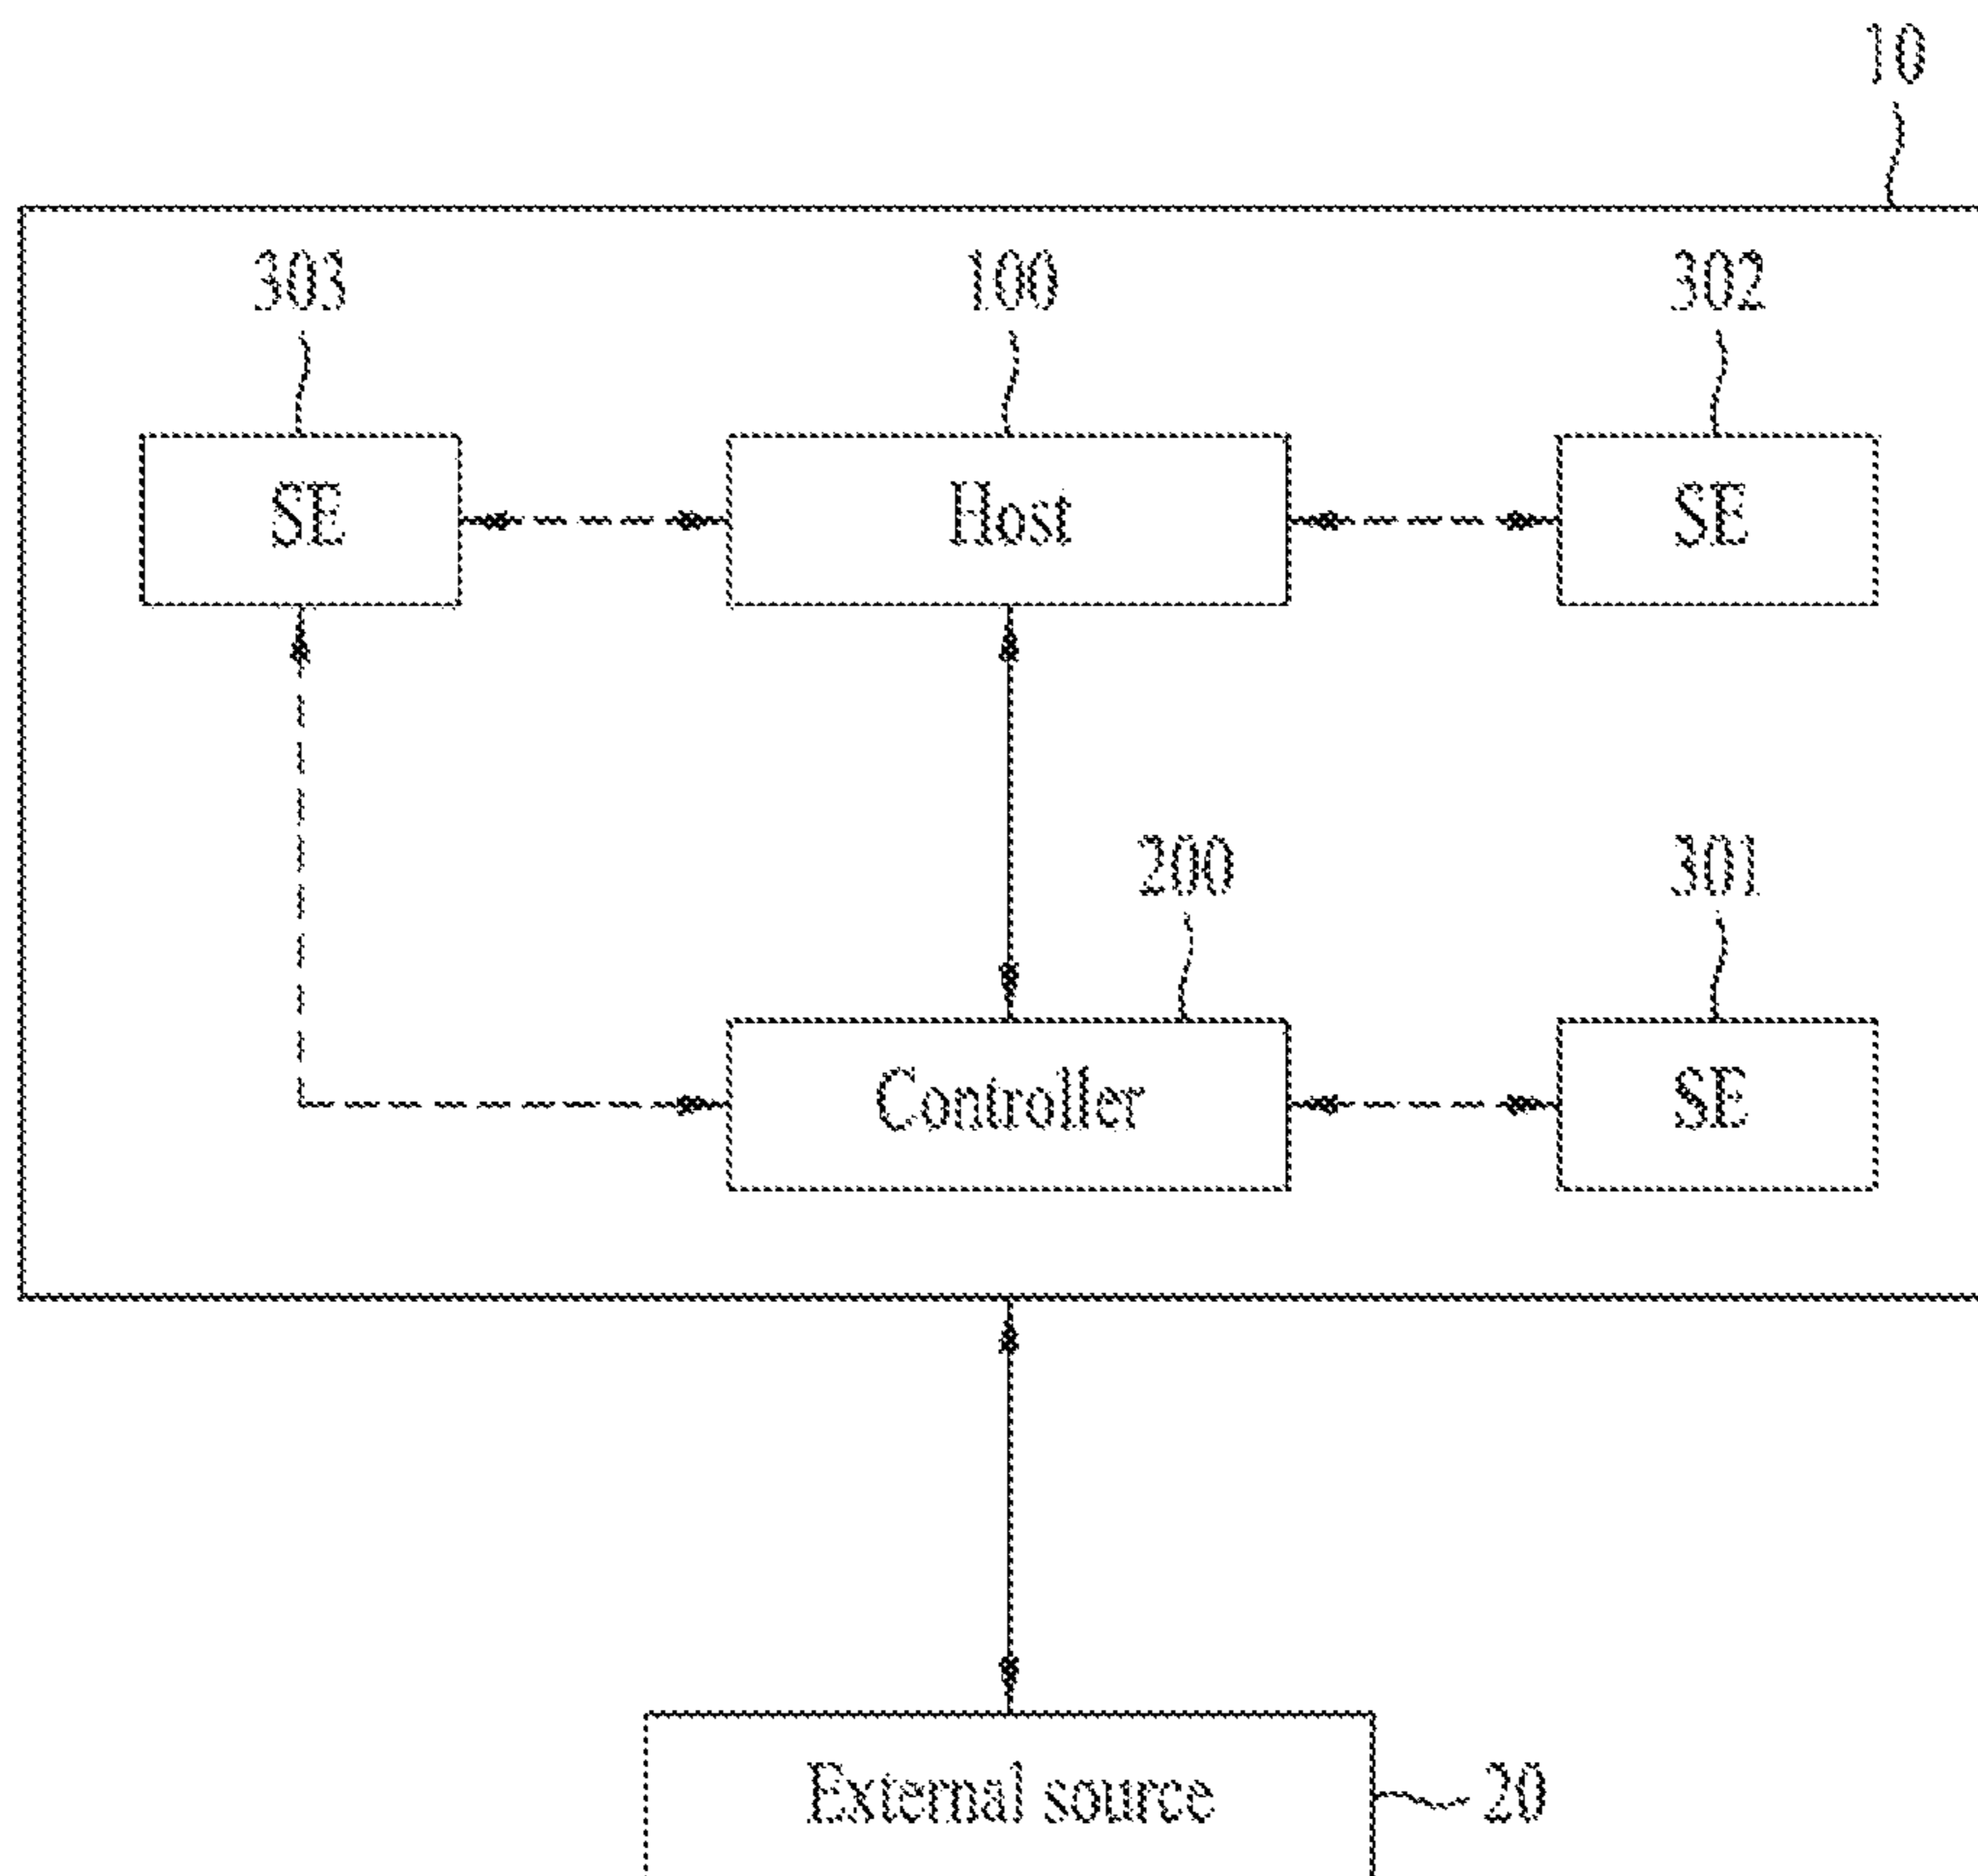 10
303
100
302
SE
Host
SE
200
301
Controller
SE
External source
20